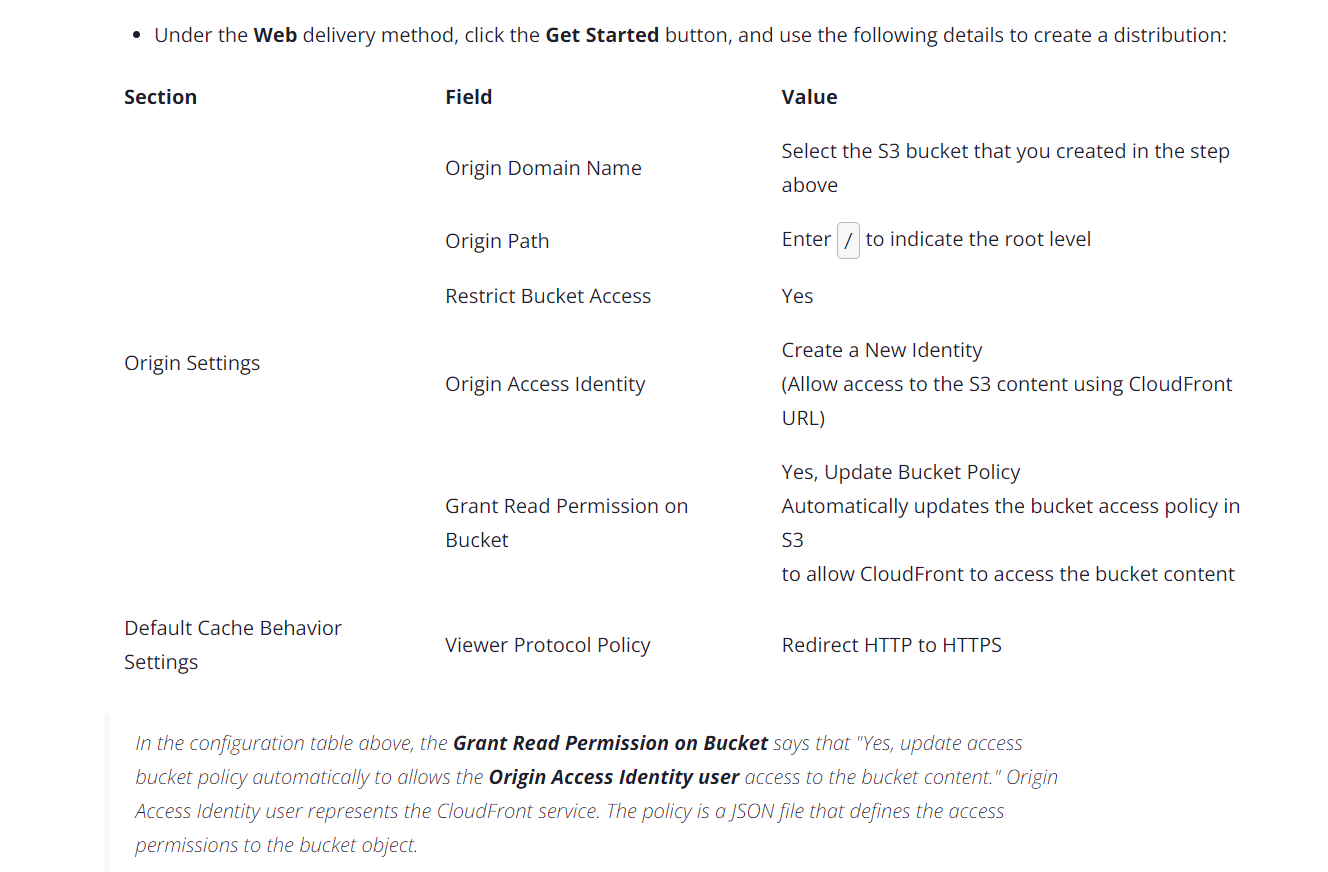 Under the Web delivery method, click the Get Started button, and use the following details to create a distribution:
Section Field Value
Origin Settings
Origin Domain Name
Select the S3 bucket that you created in the step
above
Origin Path
Enter / to indicate the root level
Restrict Bucket Access
Yes
Origin Access Identity
Create a New Identity
(Allow access to the S3 content using CloudFront
URL)
Grant Read Permission on
Bucket
Yes, Update Bucket Policy
Automatically updates the bucket access policy in
S3
to allow CloudFront to access the bucket content
Default Cache Behavior
Settings
Viewer Protocol Policy
Redirect HTTP to HTTPS
In the configuration table above, the Grant Read Permission on Bucket says that "Yes, update access
bucket policy automatically to allows the Origin Access Identity user access to the bucket content." Origin
Access Identity user represents the CloudFront service. The policy is a JSON file that defines the access
permissions to the bucket object.